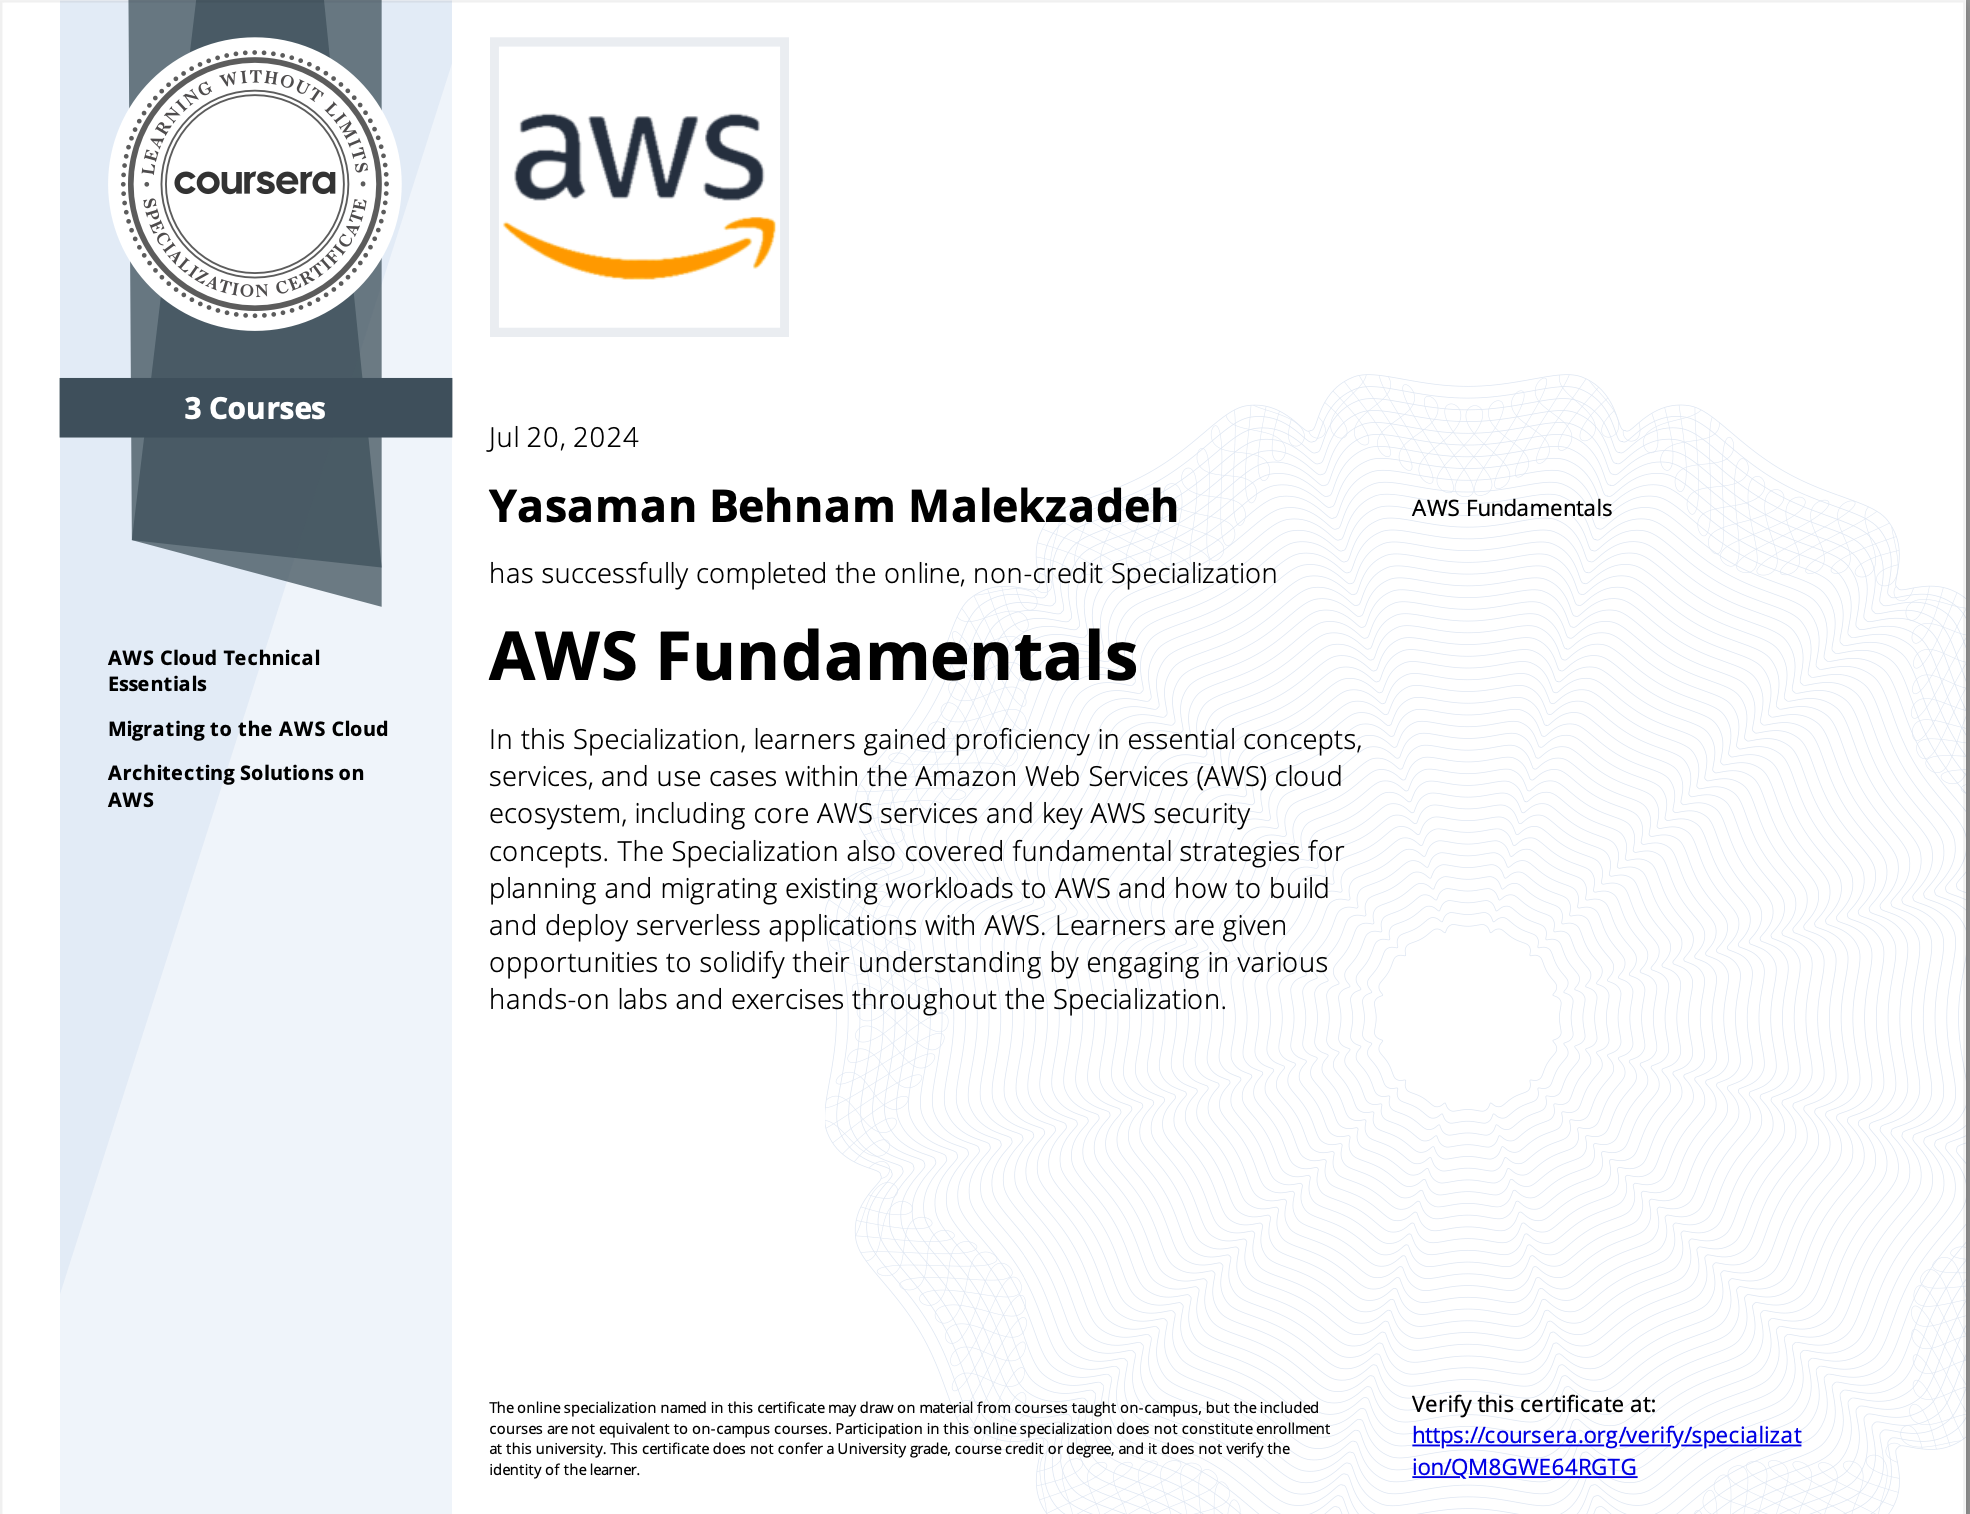 LEARNING WITHOUT LIMITS
coursera
SPECIALIZATION CERTIFICATE
3 Courses
AWS Cloud Technical
Essentials
Migrating to the AWS Cloud
Architecting Solutions on
AWS
aws
Jul 20, 2024
Yasaman Behnam Malekzadeh
has successfully completed the online, non-credit Specialization
AWS Fundamentals
In this Specialization, learners gained proficiency in essential concepts,
services, and use cases within the Amazon Web Services (AWS) cloud
ecosystem, including core AWS services and key AWS security
concepts. The Specialization also covered fundamental strategies for
planning and migrating existing workloads to AWS and how to build
and deploy serverless applications with AWS. Learners are given
opportunities to solidify their understanding by engaging in various
hands-on labs and exercises throughout the Specialization.
AWS Fundamentals
The online specialization named in this certificate may draw on material from courses taught on-campus, but the included
courses are not equivalent to on-campus courses. Participation in this online specialization does not constitute enrollment
at this university. This certificate does not confer a University grade, course credit or degree, and it does not verify the
identity of the learner.
Verify this certificate at:
https://coursera.org/verify/specializat
ion/QM8GWE64RGTG